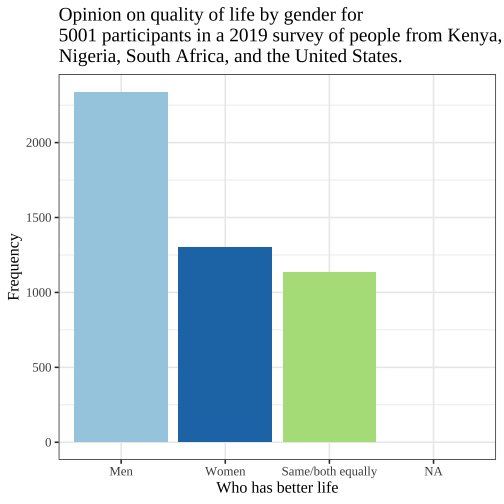 Opinion on quality of life by gender for
5001 participants in a 2019 survey of people from Kenya,
Nigeria, South Africa, and the United States.
Frequency
2000
1500
1000
500
0
Men Women Same/both equally NA
Who has better life